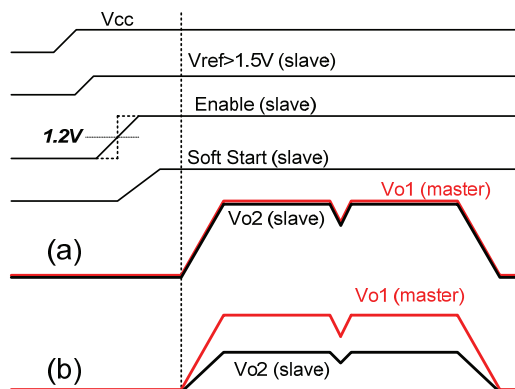 Vcc
Vref>1.5V (slave)
Enable (slave)
1.2V
Soft Start (slave)
Vo1 (master)
Vo2 (slave)
(a)
Vo1 (master)
Vo2 (slave)
(b)